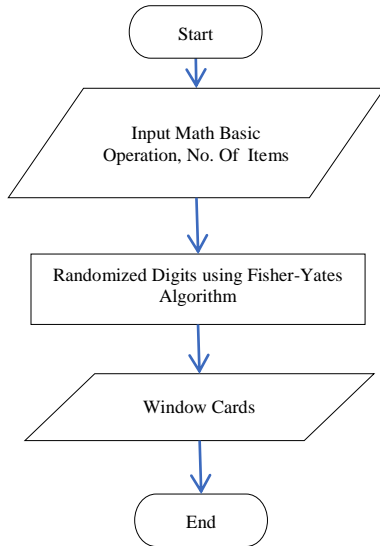 Start
Input Math Basic
Operation, No. Of Items
Randomized Digits using Fisher-Yates
Algorithm
Window Cards
End